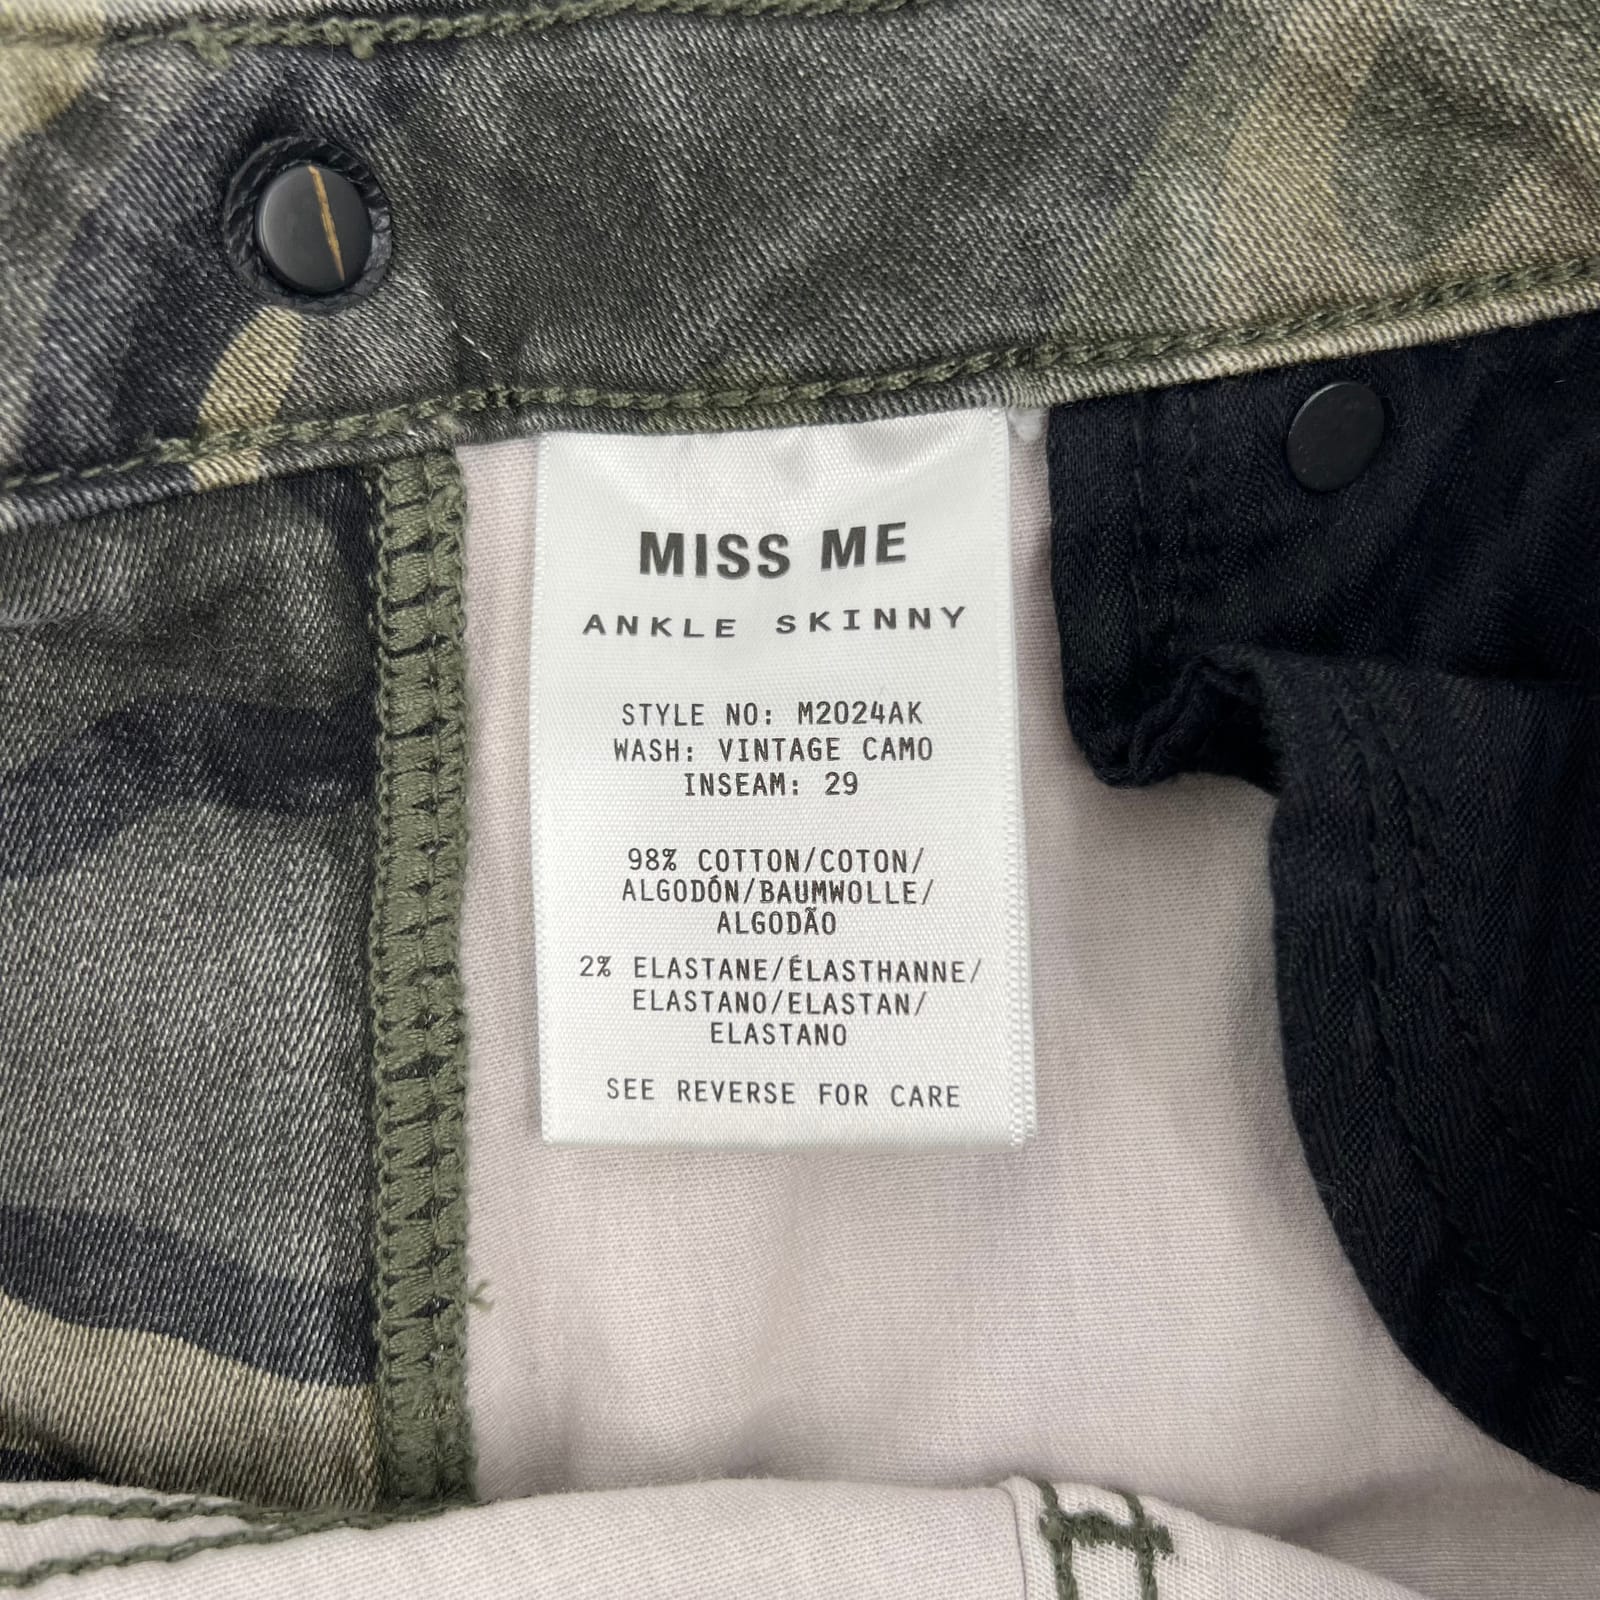 MISS ME
ANKLE SKINNY
STYLE NO: M2024AK
WASH: VINTAGE CAMO
INSEAM: 29
98% COTTON/COTON/
ALGODÓN/BAUMWOLLE/
ALGODÃO
2% ELASTANE/ÉLASTHANNE/
ELASTANO/ELASTAN/
ELASTANO
SEE REVERSE FOR CARE